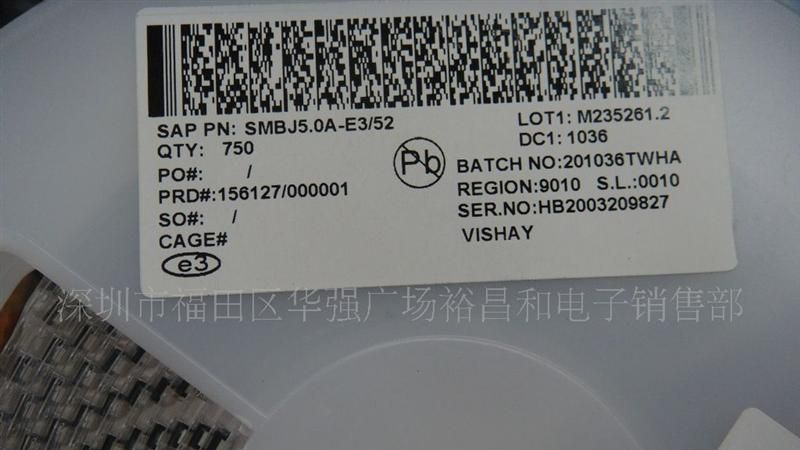 SAP PN: SMBJ5.0A-E3/52
QTY: 750
PO#: /
PRD#:156127/000001
SO#: /
CAGE#
e3
Pb
LOT1: M235261.2
DC1: 1036
BATCH NO:201036TWHA
REGION:9010 S.L.:0010
SER.NO:HB2003209827
VISHAY
深圳市福田区华强广场裕昌和电子销售部